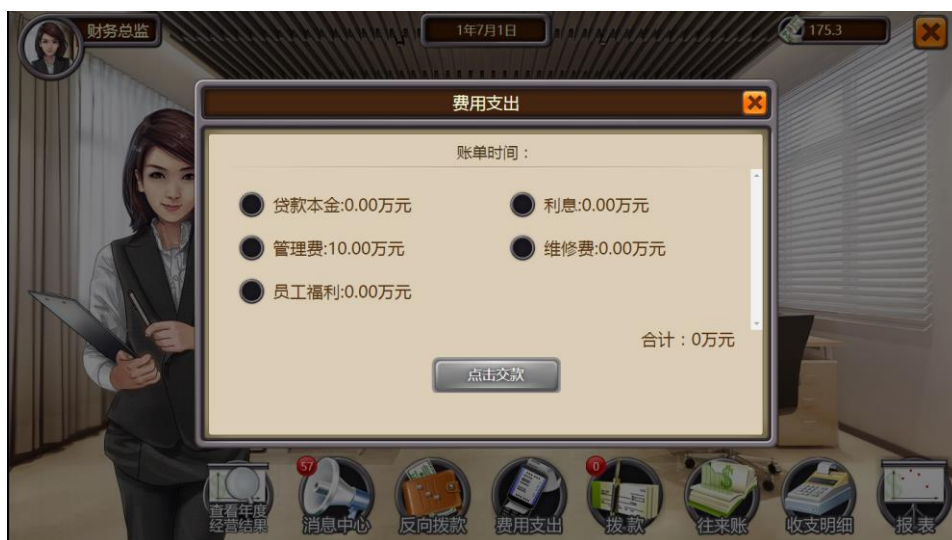 财务总监
1年7月1日
175.3
费用支出
账单时间：
贷款本金:0.00万元
利息:0.00万元
管理费:10.00万元
维修费:0.00万元
员工福利:0.00万元
合计：0万元
点击交款
57
0
查看年度
经营结果
消息中心
反向拨款
费用支出
拨款
往来账
收支明细
报表